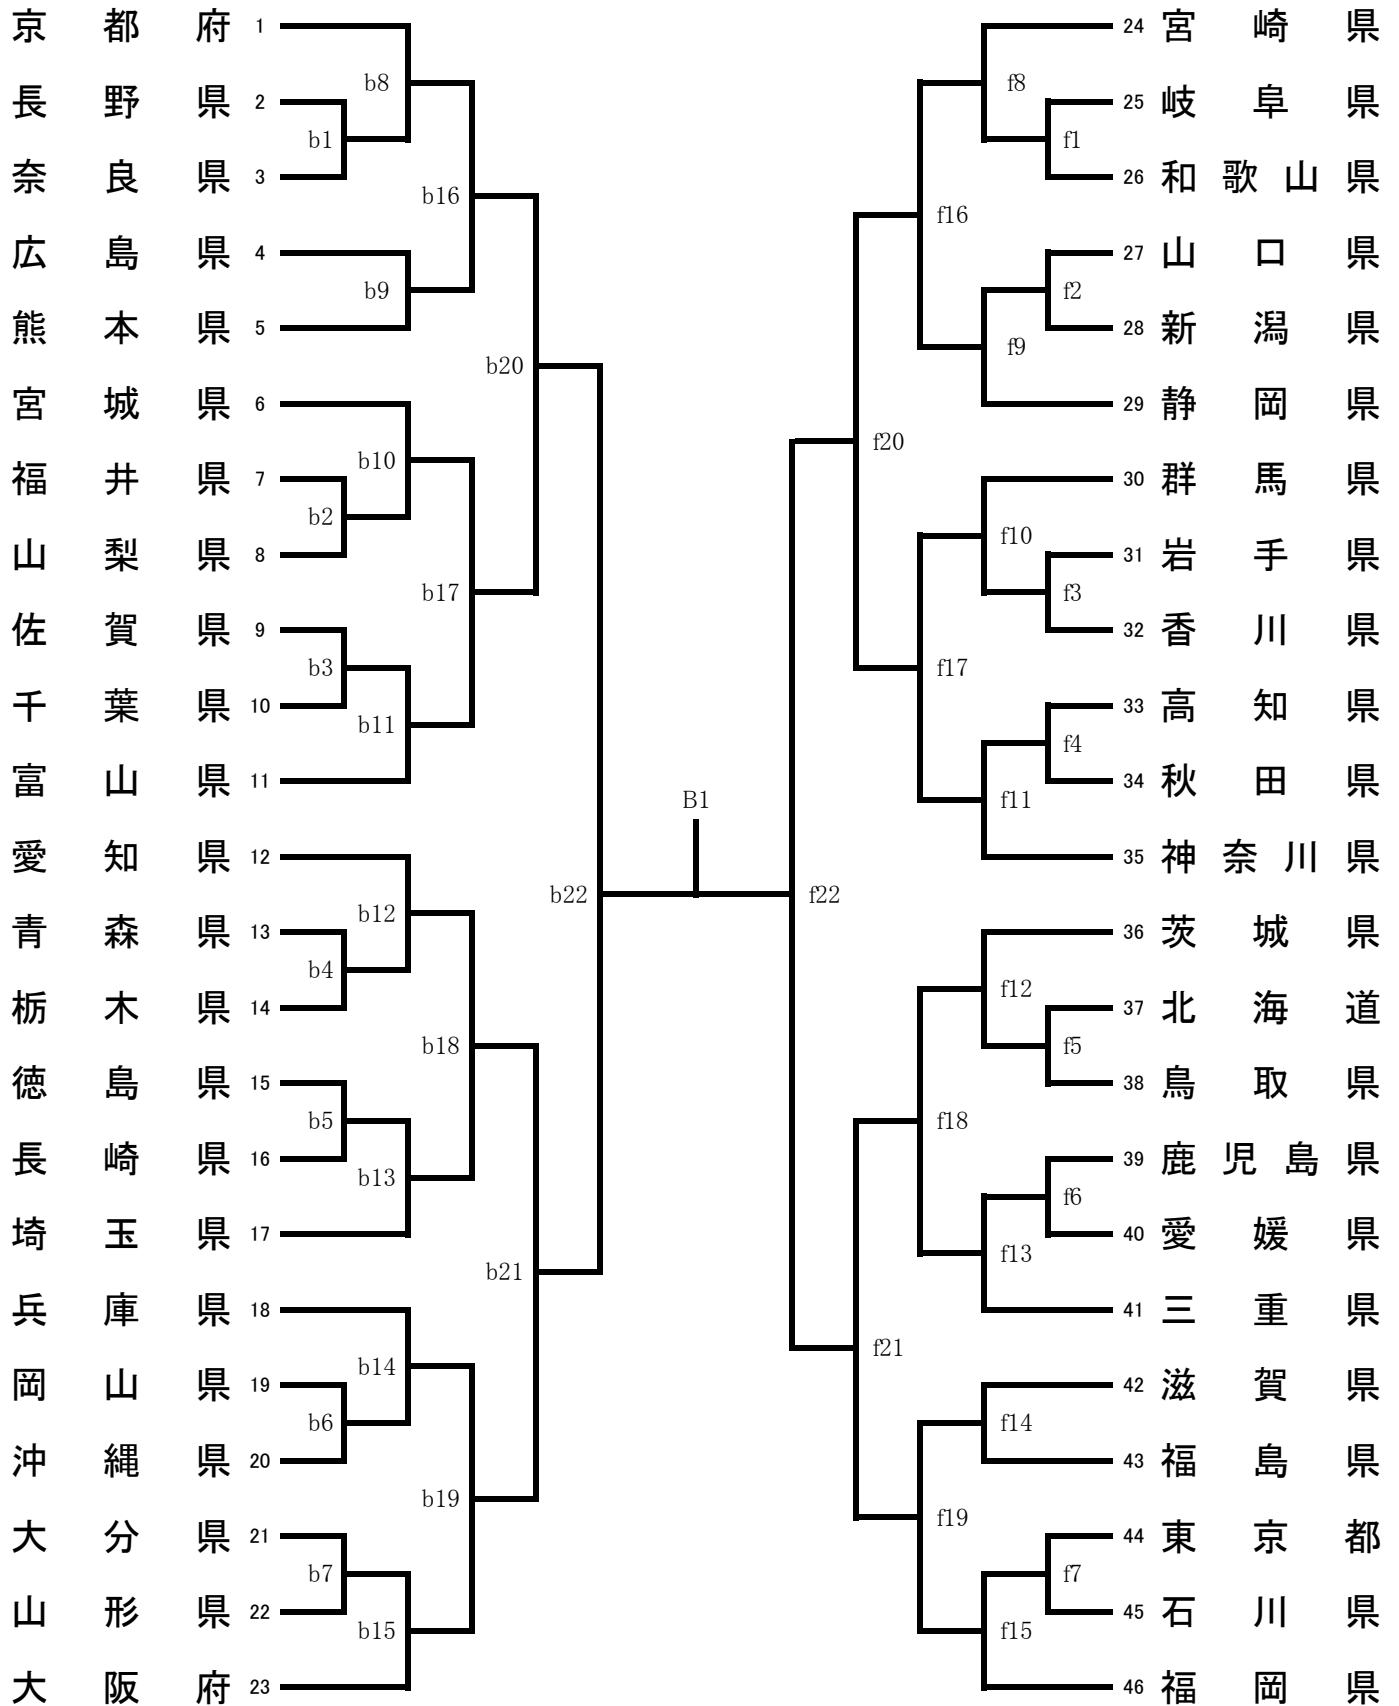 京都府 1
長野県 2
奈良県 3
広島県 4
熊本県 5
宮城県 6
福井県 7
山梨県 8
佐賀県 9
千葉県 10
富山県 11
愛知県 12
青森県 13
栃木県 14
徳島県 15
長崎県 16
埼玉県 17
兵庫県 18
岡山県 19
沖縄県 20
大分県 21
山形県 22
大阪府 23
b8
b1
b16
b9
b20
b10
b2
b17
b3
b11
b22
b12
b4
b18
b5
b13
b21
b14
b6
b19
b7
b15
B1
f8
f1
f16
f2
f9
f20
f10
f3
f17
f4
f11
f22
f12
f5
f18
f6
f13
f21
f14
f19
f7
f15
24 宮崎県
25 岐阜県
26 和歌山県
27 山口県
28 新潟県
29 静岡県
30 群馬県
31 岩手県
32 香川県
33 高知県
34 秋田県
35 神奈川県
36 茨城県
37 北海道
38 鳥取県
39 鹿児島県
40 愛媛県
41 三重県
42 滋賀県
43 福島県
44 東京都
45 石川県
46 福岡県